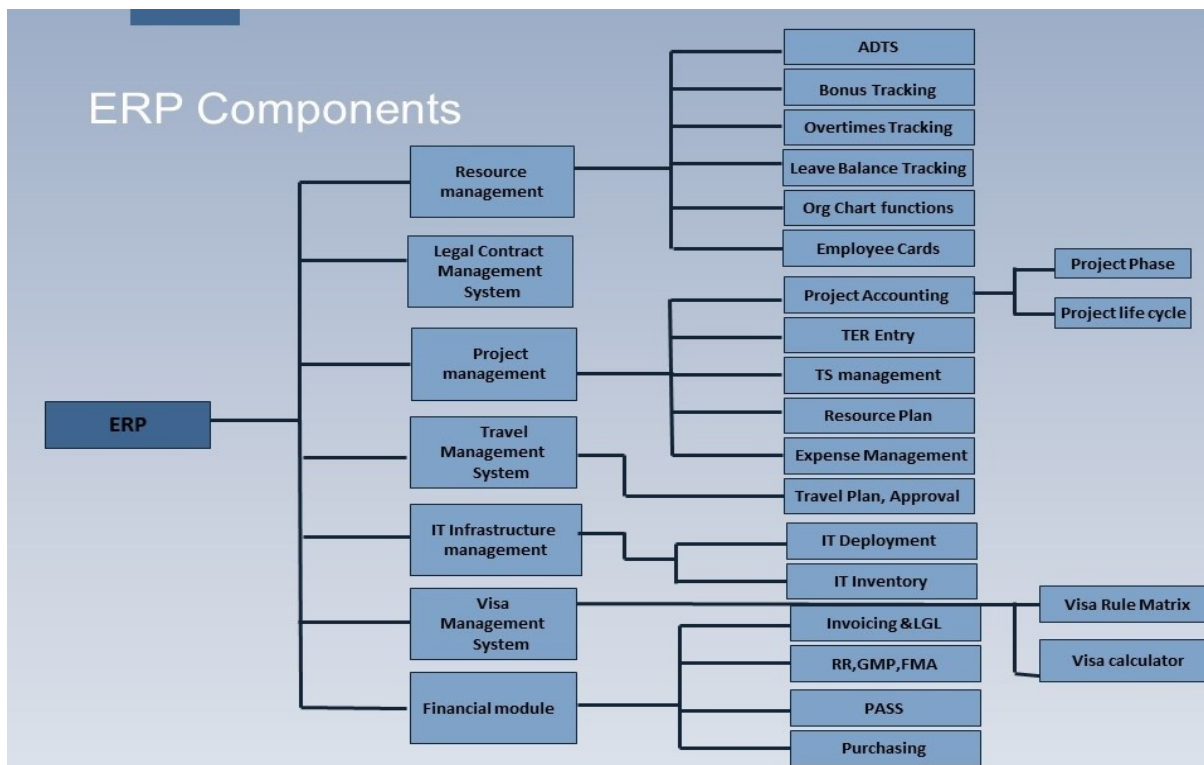 ERP Components
ERP
Resource
management
Legal Contract
Management
System
Project
management
Travel
Management
System
IT Infrastructure
management
Visa
Management
System
Financial module
ADTS
Bonus Tracking
Overtimes Tracking
Leave Balance Tracking
Org Chart functions
Employee Cards
Project Accounting
TER Entry
TS management
Resource Plan
Expense Management
Travel Plan, Approval
IT Deployment
IT Inventory
Invoicing &LGL
RR,GMP,FMA
PASS
Purchasing
Project Phase
Project life cycle
Visa Rule Matrix
Visa calculator